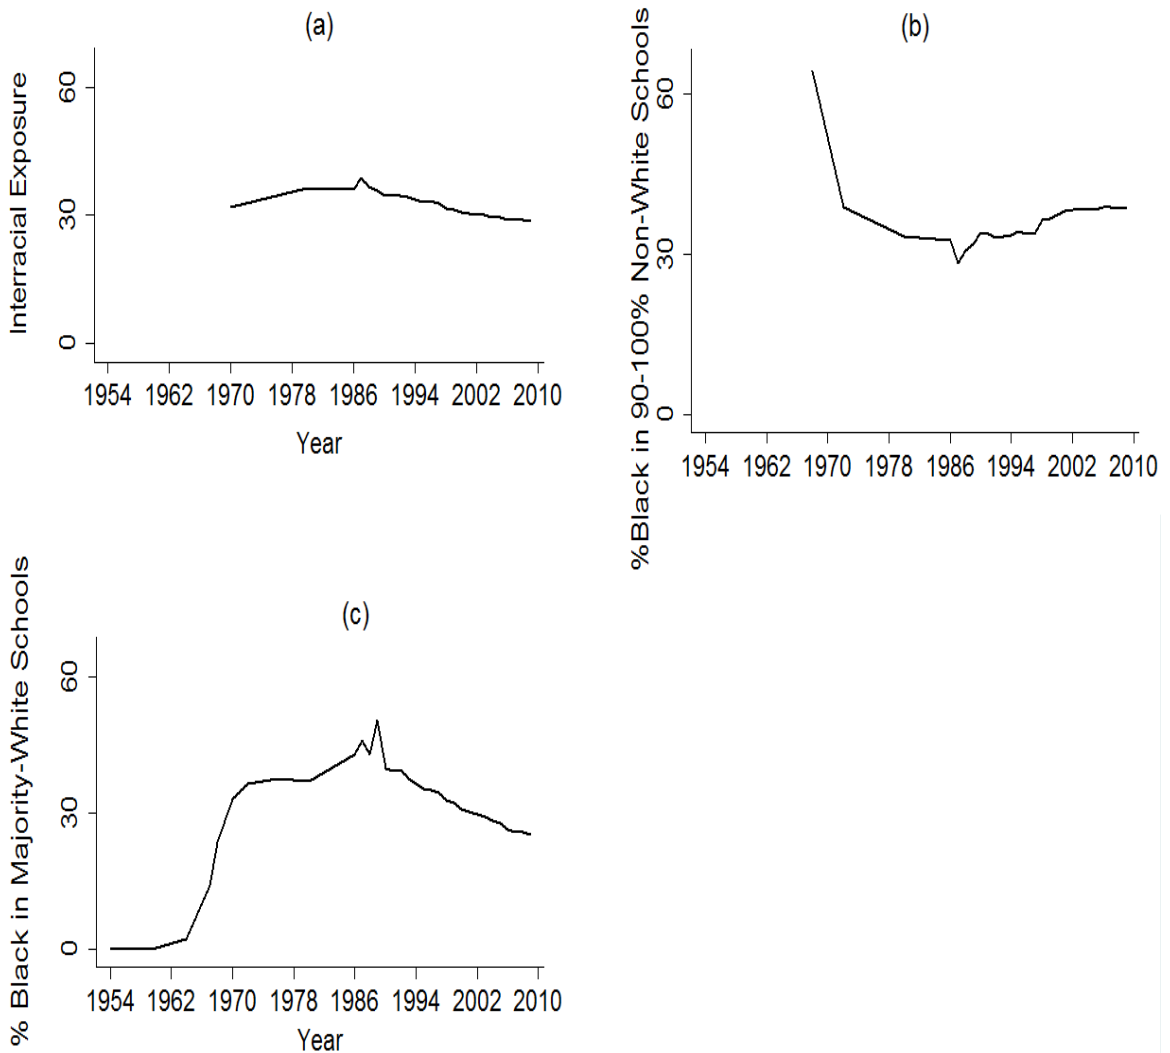 (a)
Interracial Exposure
60
30
0
1954 1962 1970 1978 1986 1994 2002 2010
Year
(b)
%Black in 90-100% Non-White Schools
60
30
0
1954 1962 1970 1978 1986 1994 2002 2010
(c)
% Black in Majority-White Schools
60
30
0
1954 1962 1970 1978 1986 1994 2002 2010
Year